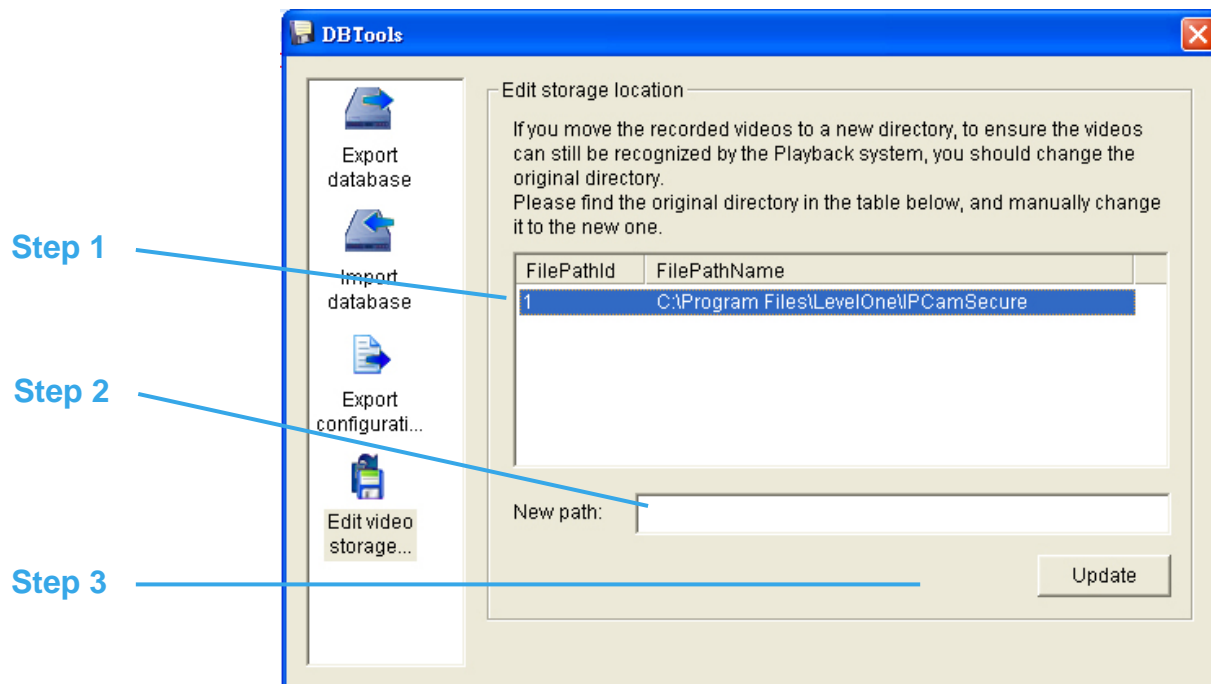 DBTools
Export
database
Import
database
Export
configurati...
Edit video
storage...
Edit storage location
If you move the recorded videos to a new directory, to ensure the videos
can still be recognized by the Playback system, you should change the
original directory.
Please find the original directory in the table below, and manually change
it to the new one.
FilePathId FilePathName
1 C:\Program Files\LevelOne\IPCamSecure
New path:
Update
Step 1
Step 2
Step 3